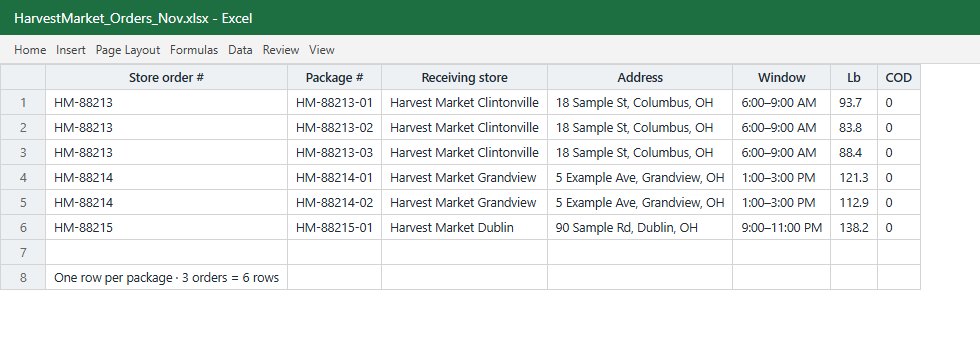 HarvestMarket_Orders_Nov.xlsx - Excel
Home Insert Page Layout Formulas Data Review View
Store order # Package # Receiving store Address Window Lb COD
1 HM-88213 HM-88213-01 Harvest Market Clintonville 18 Sample St, Columbus, OH 6:00–9:00 AM 93.7 0
2 HM-88213 HM-88213-02 Harvest Market Clintonville 18 Sample St, Columbus, OH 6:00–9:00 AM 83.8 0
3 HM-88213 HM-88213-03 Harvest Market Clintonville 18 Sample St, Columbus, OH 6:00–9:00 AM 88.4 0
4 HM-88214 HM-88214-01 Harvest Market Grandview 5 Example Ave, Grandview, OH 1:00–3:00 PM 121.3 0
5 HM-88214 HM-88214-02 Harvest Market Grandview 5 Example Ave, Grandview, OH 1:00–3:00 PM 112.9 0
6 HM-88215 HM-88215-01 Harvest Market Dublin 90 Sample Rd, Dublin, OH 9:00–11:00 PM 138.2 0
7
8 One row per package · 3 orders = 6 rows